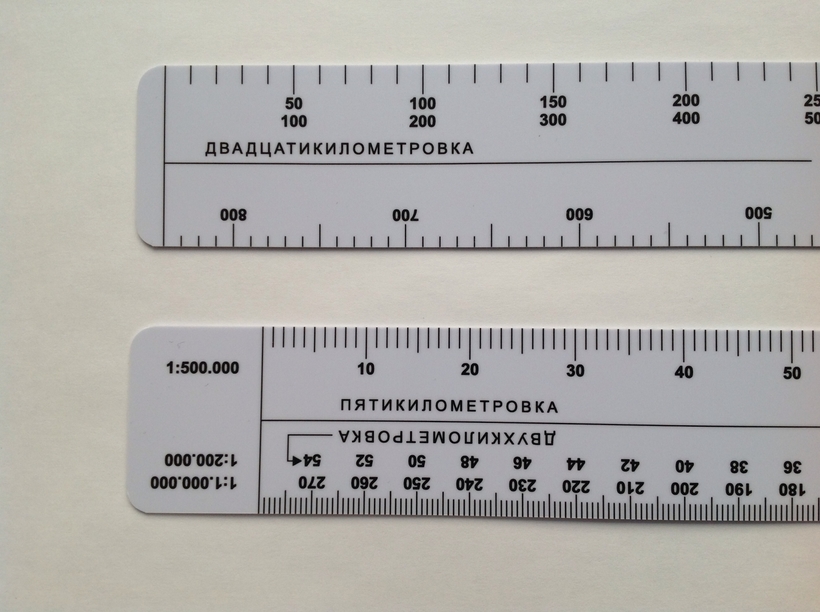 50 100 150 200 25
100 200 300 400 50
ДВАДЦАТИКИЛОМЕТРОВКА
800 700 600 500
1:500.000 10 20 30 40 50
ПЯТИКИЛОМЕТРОВКА
ДВУХКИЛОМЕТРОВКА
1:200.000 54 52 50 48 46 44 42 40 38 36
1:1.000.000 270 260 250 240 230 220 210 200 190 180